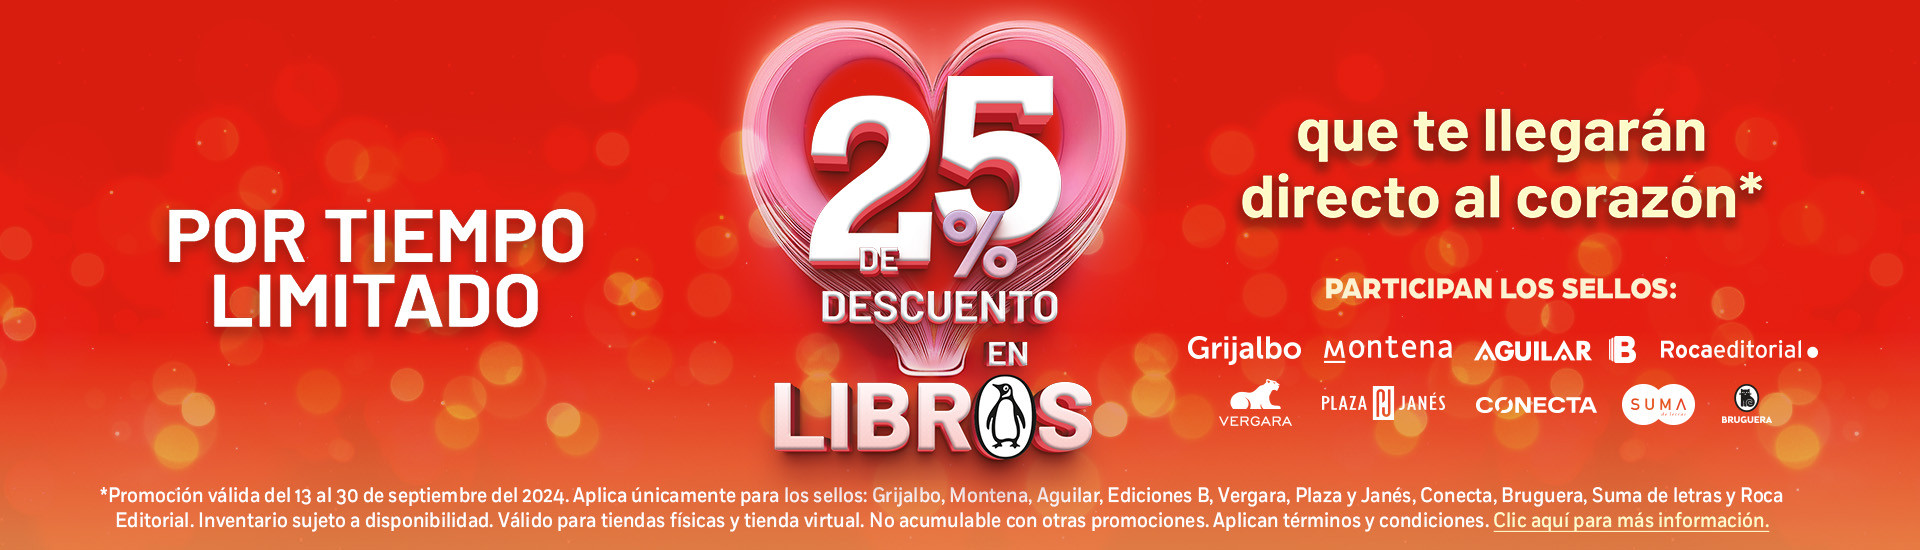 POR TIEMPO
LIMITADO
25%
DE
DESCUENTO
EN
LIBROS
que te llegarán
directo al corazón*
PARTICIPAN LOS SELLOS:
Grijalbo Montena AGUILAR B Rocaeditorial
VERGARA PLAZA PJ JANÉS CONECTA SUMA de letras BRUGUERA
*Promoción válida del 13 al 30 de septiembre del 2024. Aplica únicamente para los sellos: Grijalbo, Montena, Aguilar, Ediciones B, Vergara, Plaza y Janés, Conecta, Bruguera, Suma de letras y Roca
Editorial. Inventario sujeto a disponibilidad. Válido para tiendas físicas y tienda virtual. No acumulable con otras promociones. Aplican términos y condiciones. Clic aquí para más información.